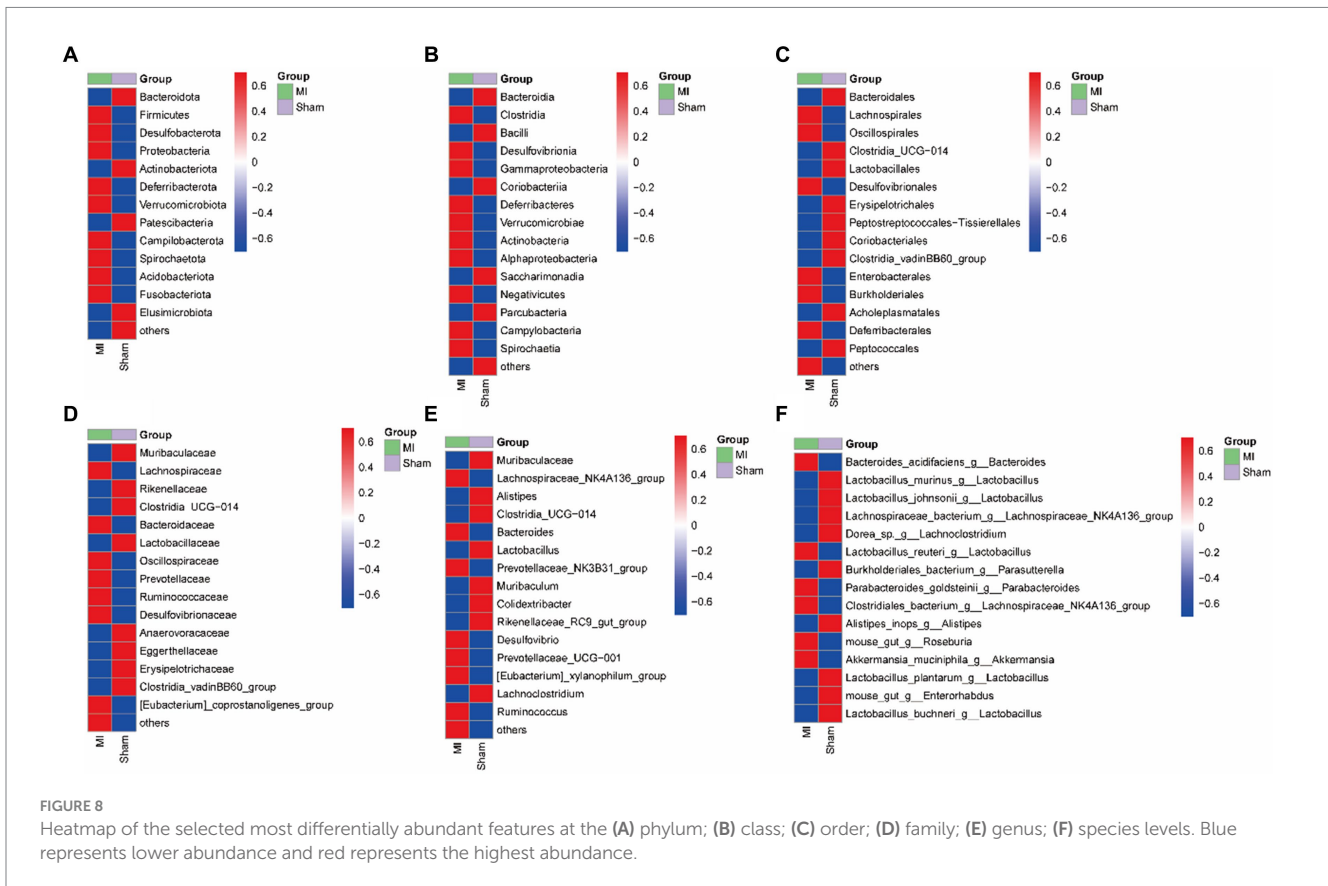 A
Group
Bacteroidota
Firmicutes
Desulfobacterota
Proteobacteria
Actinobacteriota
Deferribacterota
Verrucomicrobiota
Patescibacteria
Campilobacterota
Spirochaetota
Acidobacteriota
Fusobacteriota
Elusimicrobiota
others
MI
Sham
0.6
0.4
0.2
0
−0.2
−0.4
−0.6
Group
MI
Sham
B
Group
Bacteroidia
Clostridia
Bacilli
Desulfovibrionia
Gammaproteobacteria
Coriobacteriia
Deferribacteres
Verrucomicrobiae
Actinobacteria
Alphaproteobacteria
Saccharimonadia
Negativicutes
Parcubacteria
Campylobacteria
Spirochaetia
others
MI
Sham
0.6
0.4
0.2
0
−0.2
−0.4
−0.6
Group
MI
Sham
C
Group
Bacteroidales
Lachnospirales
Oscillospirales
Clostridia_UCG-014
Lactobacillales
Desulfovibrionales
Erysipelotrichales
Peptostreptococcales-Tissierellales
Coriobacteriales
Clostridia_vadinBB60_group
Enterobacterales
Burkholderiales
Acholeplasmatales
Deferribacterales
Peptococcales
others
MI
Sham
0.6
0.4
0.2
0
−0.2
−0.4
−0.6
Group
MI
Sham
D
Group
Muribaculaceae
Lachnospiraceae
Rikenellaceae
Clostridia_UCG-014
Bacteroidaceae
Lactobacillaceae
Oscillospiraceae
Prevotellaceae
Ruminococcaceae
Desulfovibrionaceae
Anaerovoracaceae
Eggerthellaceae
Erysipelotrichaceae
Clostridia_vadinBB60_group
[Eubacterium]_coprostanoligenes_group
others
MI
Sham
0.6
0.4
0.2
0
−0.2
−0.4
−0.6
Group
MI
Sham
E
Group
Muribaculaceae
Lachnospiraceae_NK4A136_group
Alistipes
Clostridia_UCG-014
Bacteroides
Lactobacillus
Prevotellaceae_NK3B31_group
Muribaculum
Colidextribacter
Rikenellaceae_RC9_gut_group
Desulfovibrio
Prevotellaceae_UCG-001
[Eubacterium]_xylanophilum_group
Lachnoclostridium
Ruminococcus
others
MI
Sham
0.6
0.4
0.2
0
−0.2
−0.4
−0.6
Group
MI
Sham
F
Group
Bacteroides_acidifaciens_g__Bacteroides
Lactobacillus_murinus_g__Lactobacillus
Lactobacillus_johnsonii_g__Lactobacillus
Lachnospiraceae_bacterium_g__Lachnospiraceae_NK4A136_group
Dorea_sp._g__Lachnoclostridium
Lactobacillus_reuteri_g__Lactobacillus
Burkholderiales_bacterium_g__Parasutterella
Parabacteroides_goldsteinii_g__Parabacteroides
Clostridiales_bacterium_g__Lachnospiraceae_NK4A136_group
Alistipes_inops_g__Alistipes
mouse_gut_g__Roseburia
Akkermansia_muciniphila_g__Akkermansia
Lactobacillus_plantarum_g__Lactobacillus
mouse_gut_g__Enterorhabdus
Lactobacillus_buchneri_g__Lactobacillus
MI
Sham
0.6
0.4
0.2
0
−0.2
−0.4
−0.6
Group
MI
Sham
FIGURE 8
Heatmap of the selected most differentially abundant features at the (A) phylum; (B) class; (C) order; (D) family; (E) genus; (F) species levels. Blue
represents lower abundance and red represents the highest abundance.